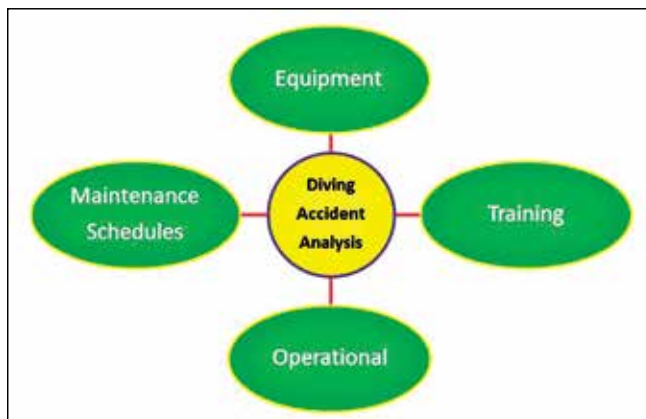 Equipment
Maintenance
Schedules
Diving
Accident
Analysis
Training
Operational